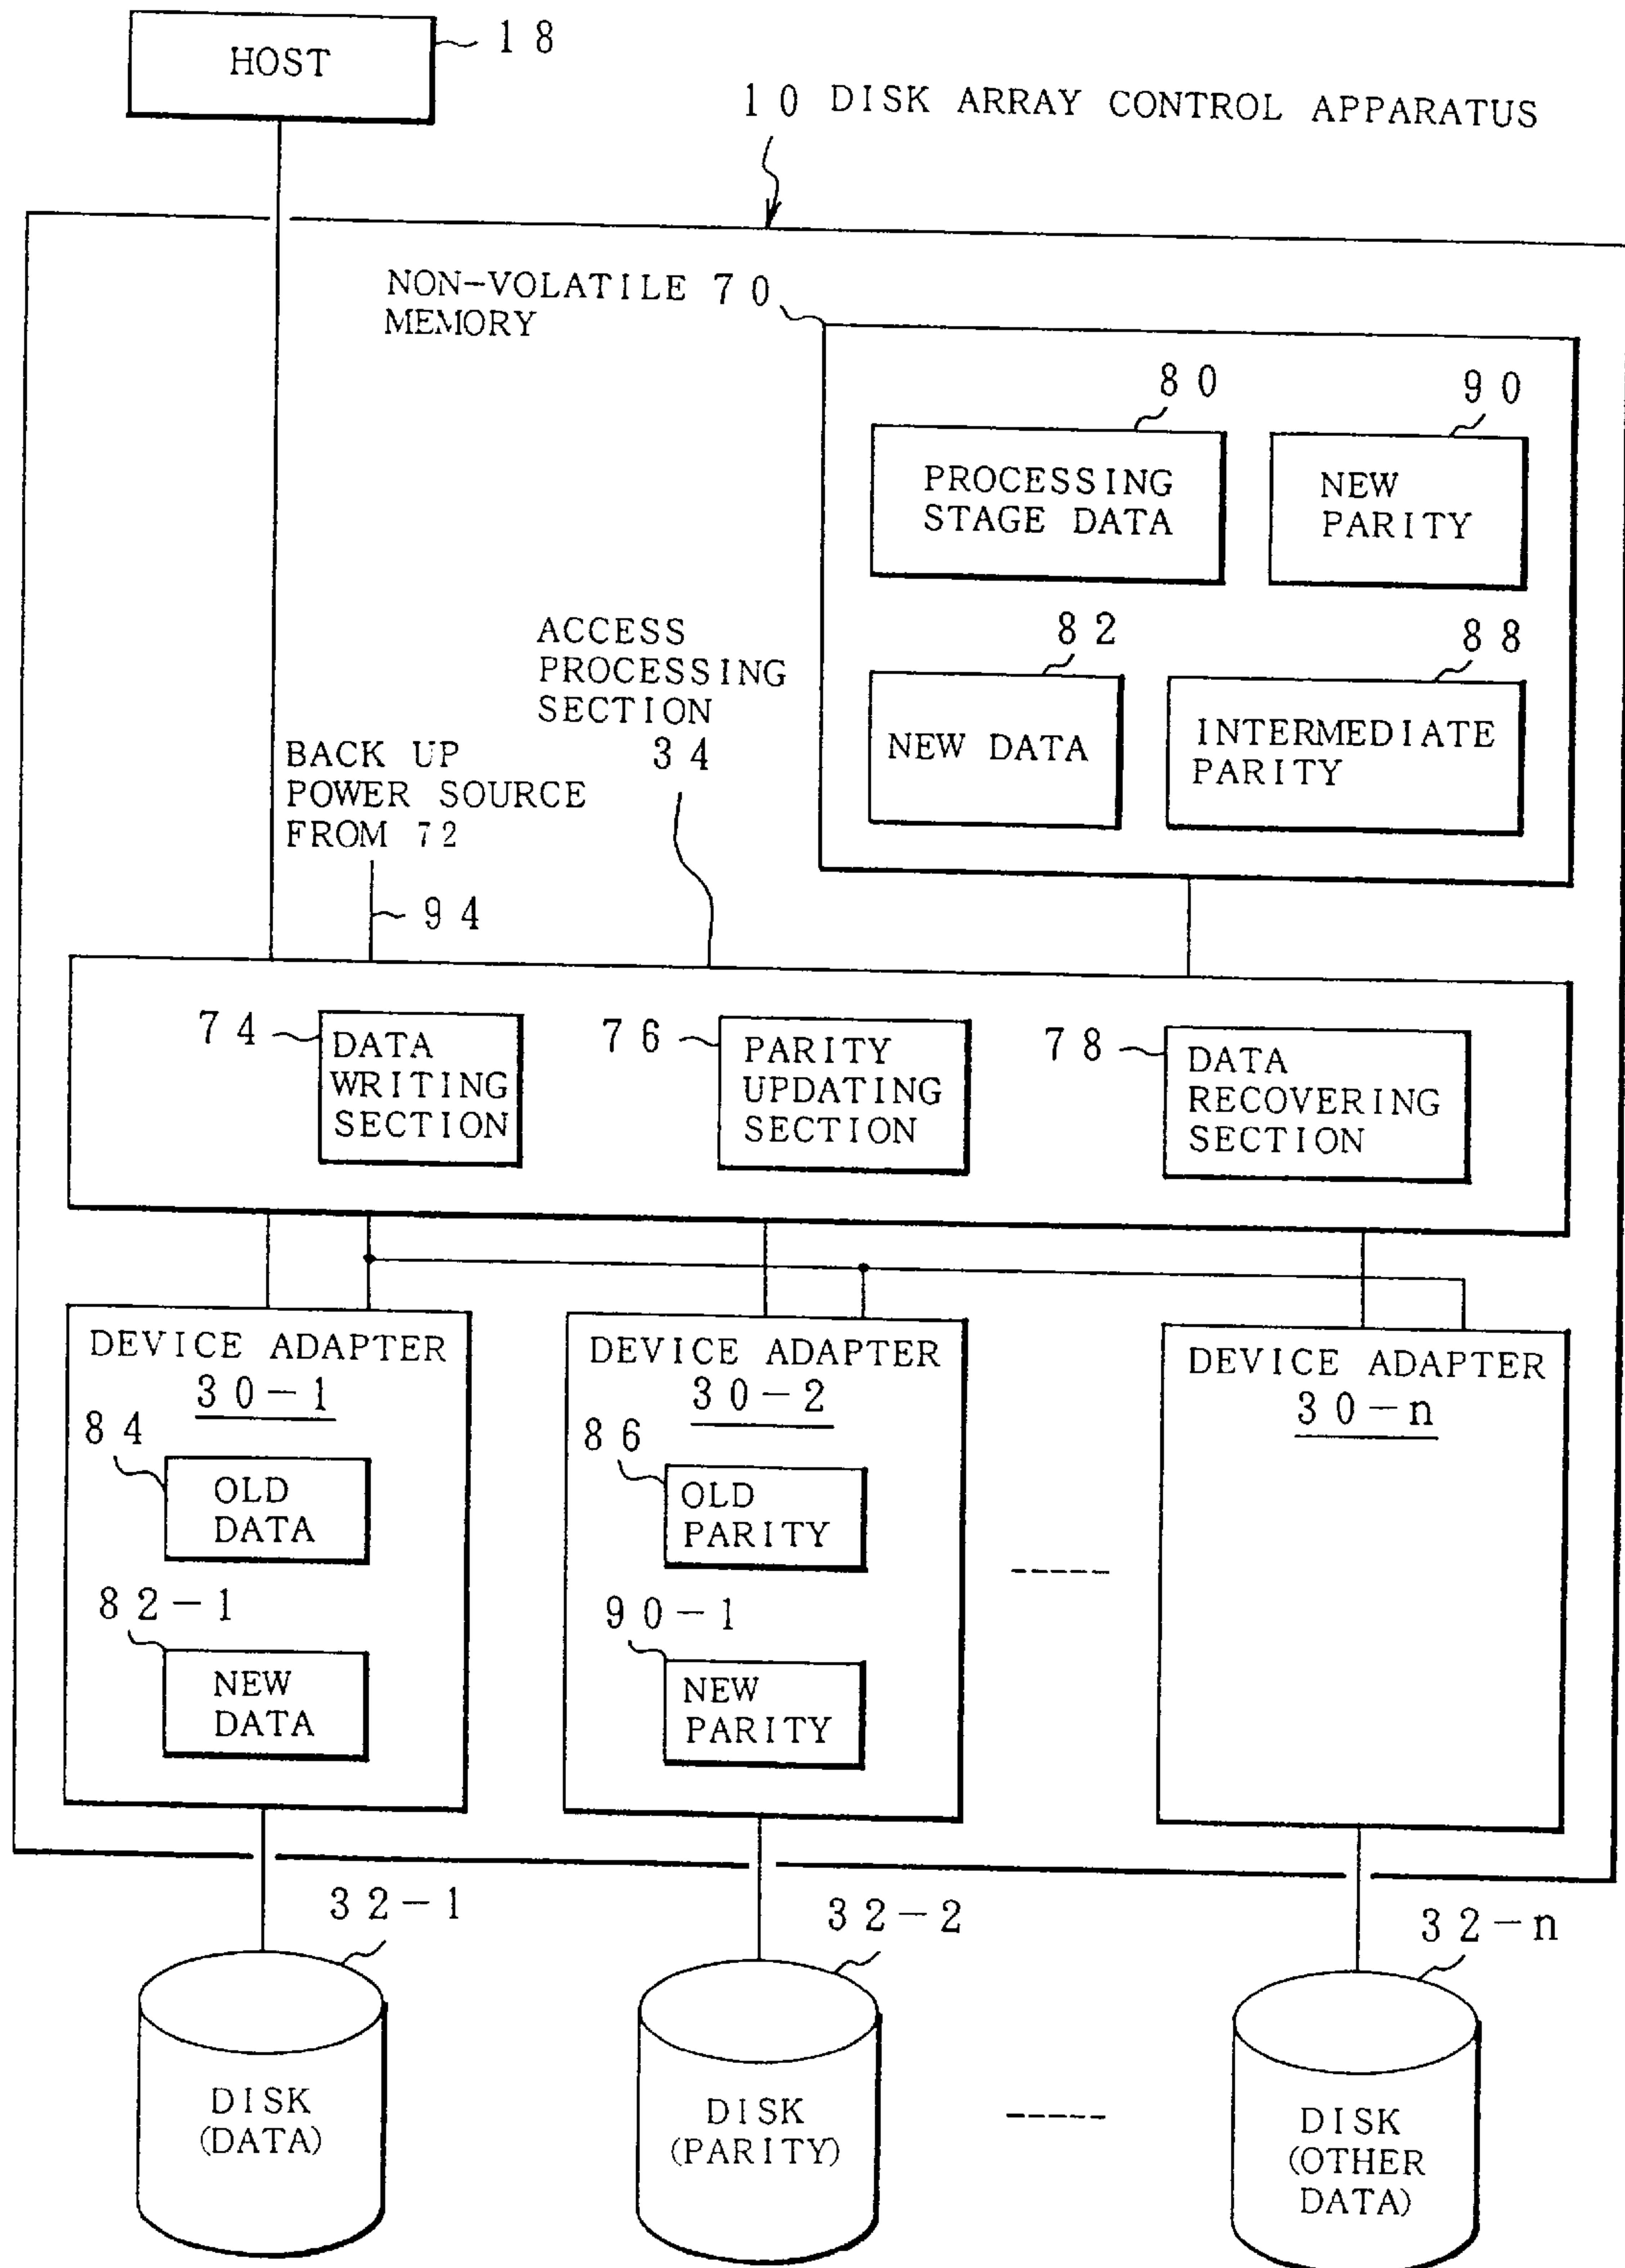 HOST
18
10 DISK ARRAY CONTROL APPARATUS
NON-VOLATILE 70
MEMORY
80
90
PROCESSING
STAGE DATA
NEW
PARITY
82
88
NEW DATA
INTERMEDIATE
PARITY
ACCESS
PROCESSING
SECTION
34
BACK UP
POWER SOURCE
FROM 72
94
74
DATA
WRITING
SECTION
76
PARITY
UPDATING
SECTION
78
DATA
RECOVERING
SECTION
DEVICE ADAPTER
30-1
84
OLD
DATA
82-1
NEW
DATA
DEVICE ADAPTER
30-2
86
OLD
PARITY
90-1
NEW
PARITY
DEVICE ADAPTER
30-n
32-1
DISK
(DATA)
32-2
DISK
(PARITY)
32-n
DISK
(OTHER
DATA)